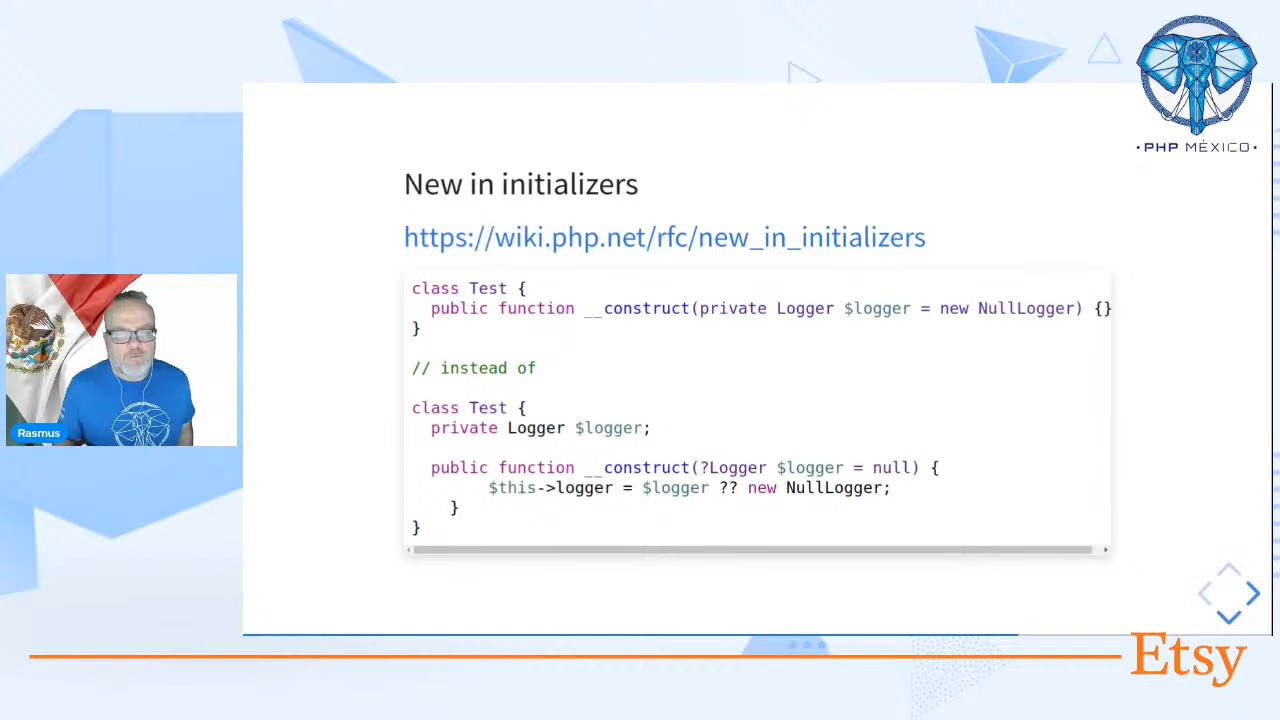 • PHP MÉXICO •
New in initializers
https://wiki.php.net/rfc/new_in_initializers
class Test {
  public function __construct(private Logger $logger = new NullLogger) {}
}
// instead of
class Test {
  private Logger $logger;
  public function __construct(?Logger $logger = null) {
        $this->logger = $logger ?? new NullLogger;
    }
}
Rasmus
Etsy